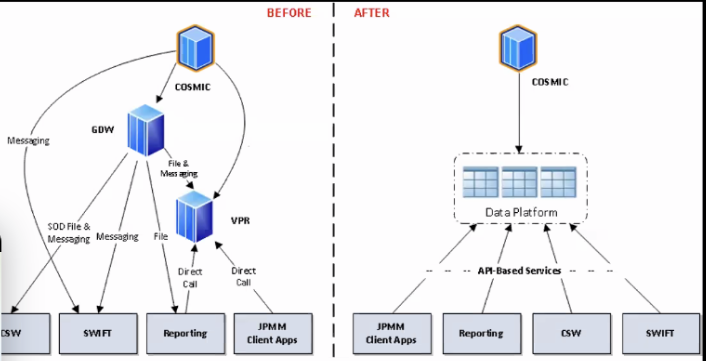 BEFORE
AFTER
COSMIC
COSMIC
GDW
Messaging
File &
Messaging
VPR
SOD File &
Messaging
Messaging
File
Direct
Call
Direct
Call
Data Platform
API-Based Services
CSW
SWIFT
Reporting
JPMM
Client Apps
JPMM
Client Apps
Reporting
CSW
SWIFT